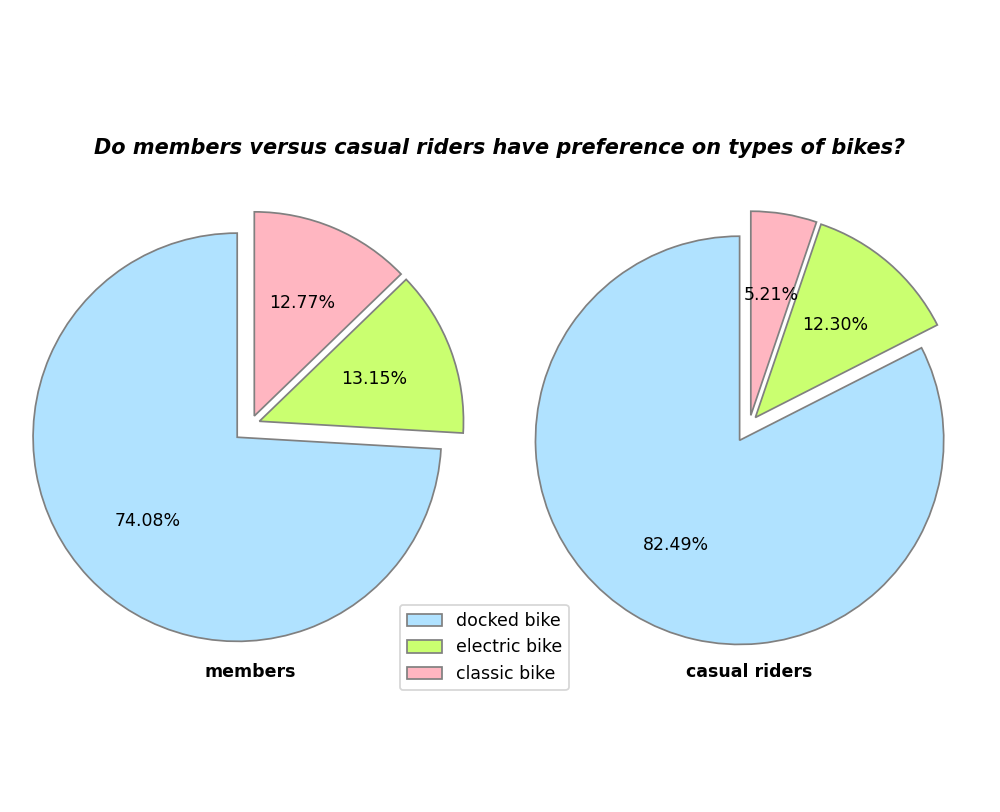 Do members versus casual riders have preference on types of bikes?
12.77%
13.15%
74.08%
5.21%
12.30%
82.49%
docked bike
electric bike
classic bike
members
casual riders